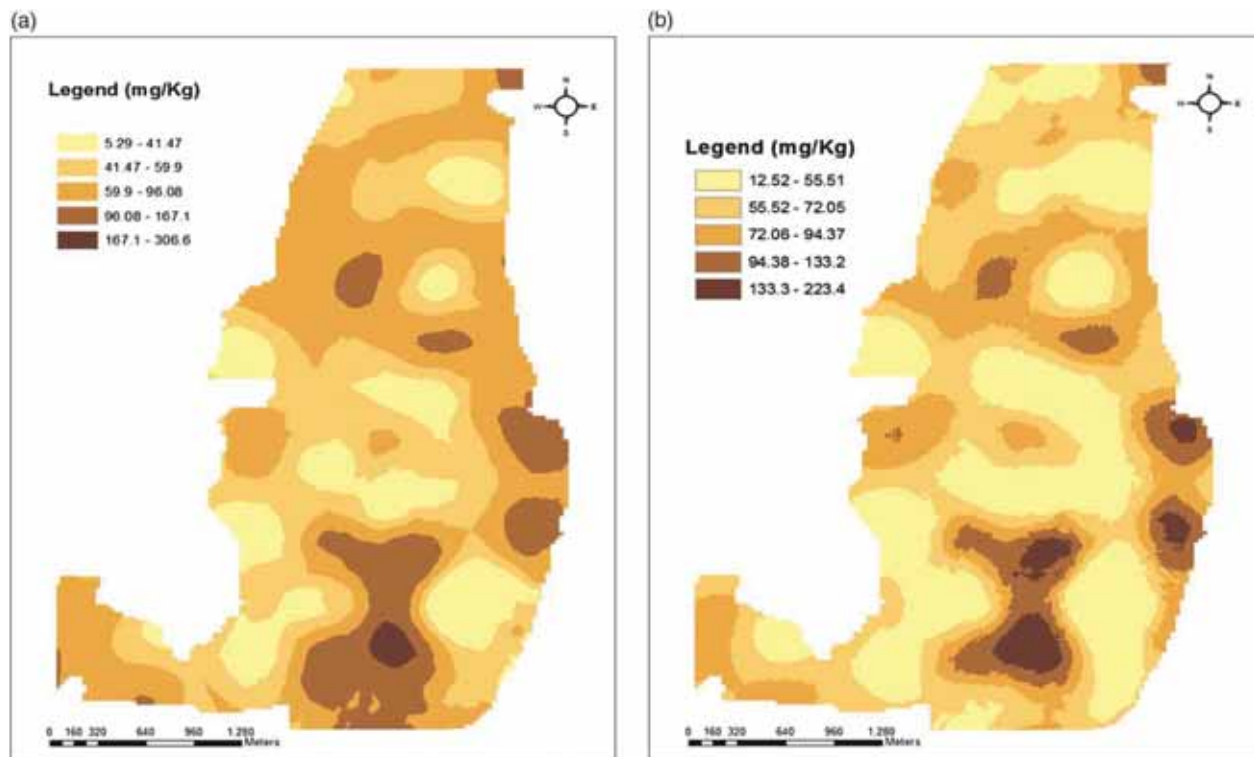 (a)
Legend (mg/Kg)
5.29 - 41.47
41.47 - 59.9
59.9 - 96.08
96.08 - 167.1
167.1 - 306.6
N
W E
S
0 160 320 640 960 1.280
Meters
(b)
Legend (mg/Kg)
12.52 - 55.51
55.52 - 72.05
72.06 - 94.37
94.38 - 133.2
133.3 - 223.4
N
W E
S
0 160 320 640 960 1.280
Meters